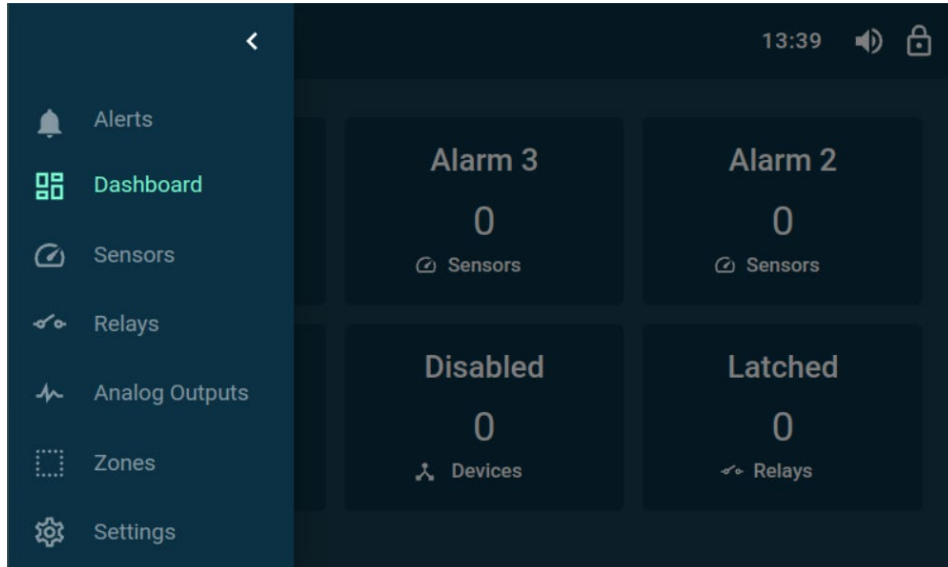 13:39
Alerts
Dashboard
Sensors
Relays
Analog Outputs
Zones
Settings
Alarm 3
0
Sensors
Alarm 2
0
Sensors
Disabled
0
Devices
Latched
0
Relays